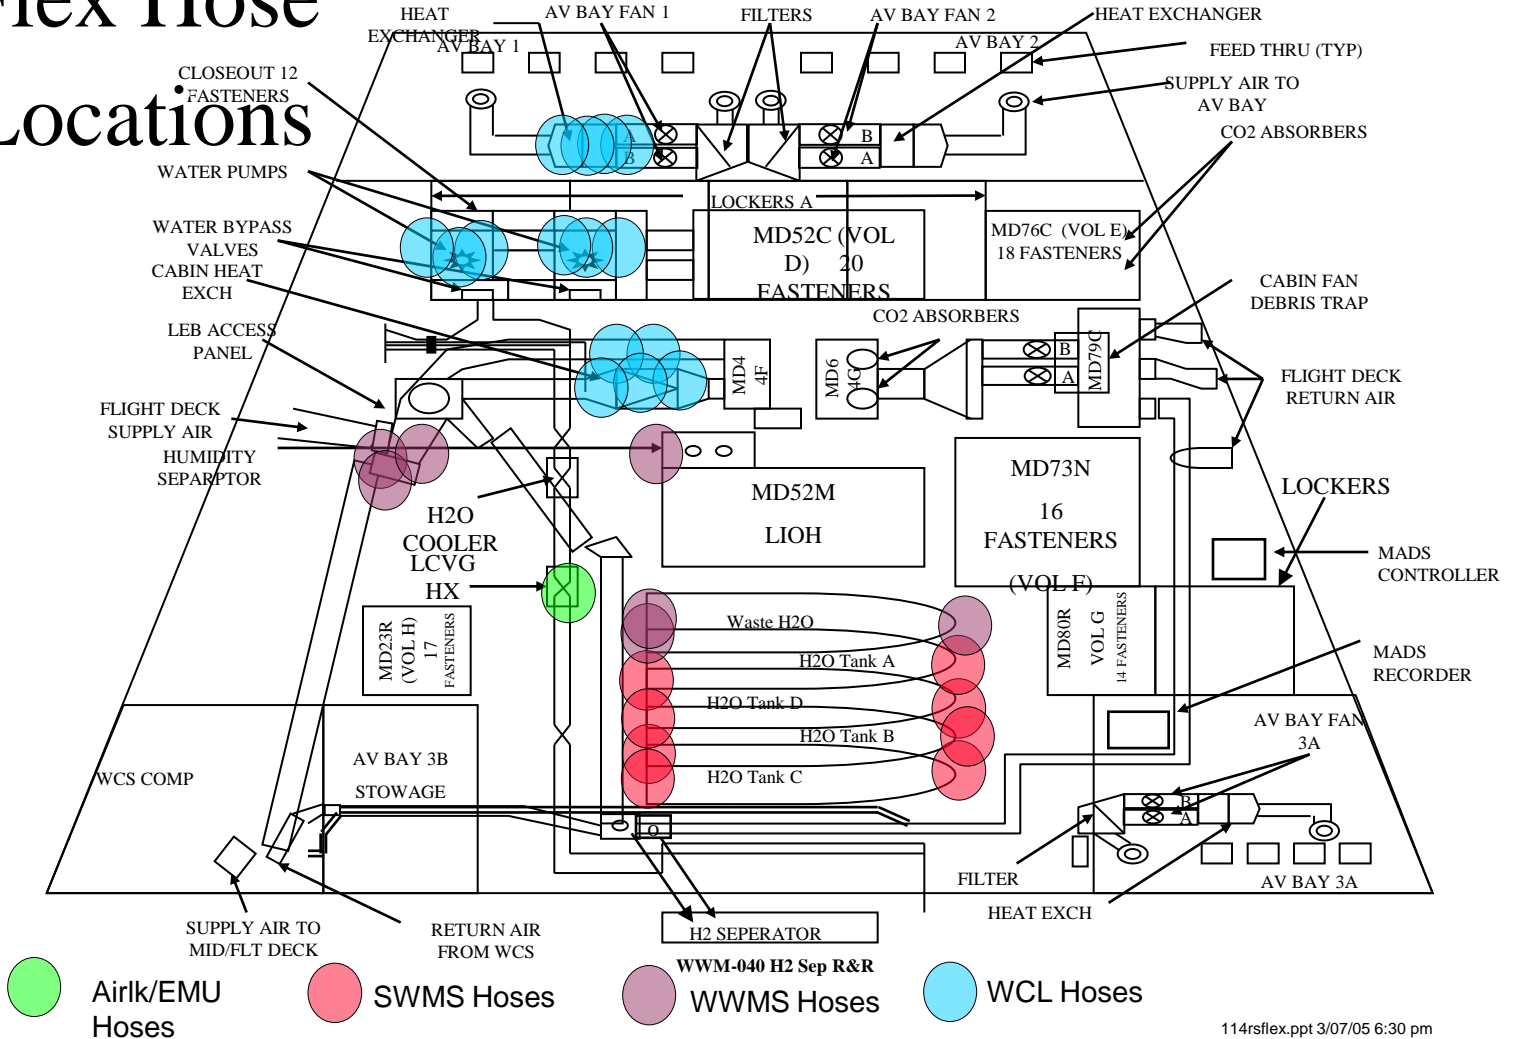 Flex Hose
Locations
HEAT
EXCHANGER
AV BAY 1
AV BAY FAN 1
FILTERS
AV BAY FAN 2
AV BAY 2
HEAT EXCHANGER
FEED THRU (TYP)
SUPPLY AIR TO
AV BAY
CLOSEOUT 12
FASTENERS
CO2 ABSORBERS
A
B
B
A
WATER PUMPS
LOCKERS A
WATER BYPASS
VALVES
MD52C (VOL
D) 20
FASTENERS
MD76C (VOL E)
18 FASTENERS
CABIN HEAT
EXCH
CABIN FAN
DEBRIS TRAP
LEB ACCESS
PANEL
CO2 ABSORBERS
MD4
4F
MD6
4G
B
A
MD79C
FLIGHT DECK
RETURN AIR
FLIGHT DECK
SUPPLY AIR
HUMIDITY
SEPARPTOR
MD52M
LIOH
MD73N
16
FASTENERS
(VOL F)
LOCKERS
H2O
COOLER
LCVG
HX
MADS
CONTROLLER
MD23R
(VOL H)
17
FASTENERS
Waste H2O
H2O Tank A
H2O Tank D
H2O Tank B
H2O Tank C
MD80R
VOL G
14 FASTENERS
MADS
RECORDER
AV BAY FAN
3A
WCS COMP
AV BAY 3B
STOWAGE
B
A
O
FILTER
HEAT EXCH
AV BAY 3A
SUPPLY AIR TO
MID/FLT DECK
RETURN AIR
FROM WCS
H2 SEPERATOR
WWM-040 H2 Sep R&R
Airlk/EMU
Hoses
SWMS Hoses
WWMS Hoses
WCL Hoses
114rsflex.ppt 3/07/05 6:30 pm